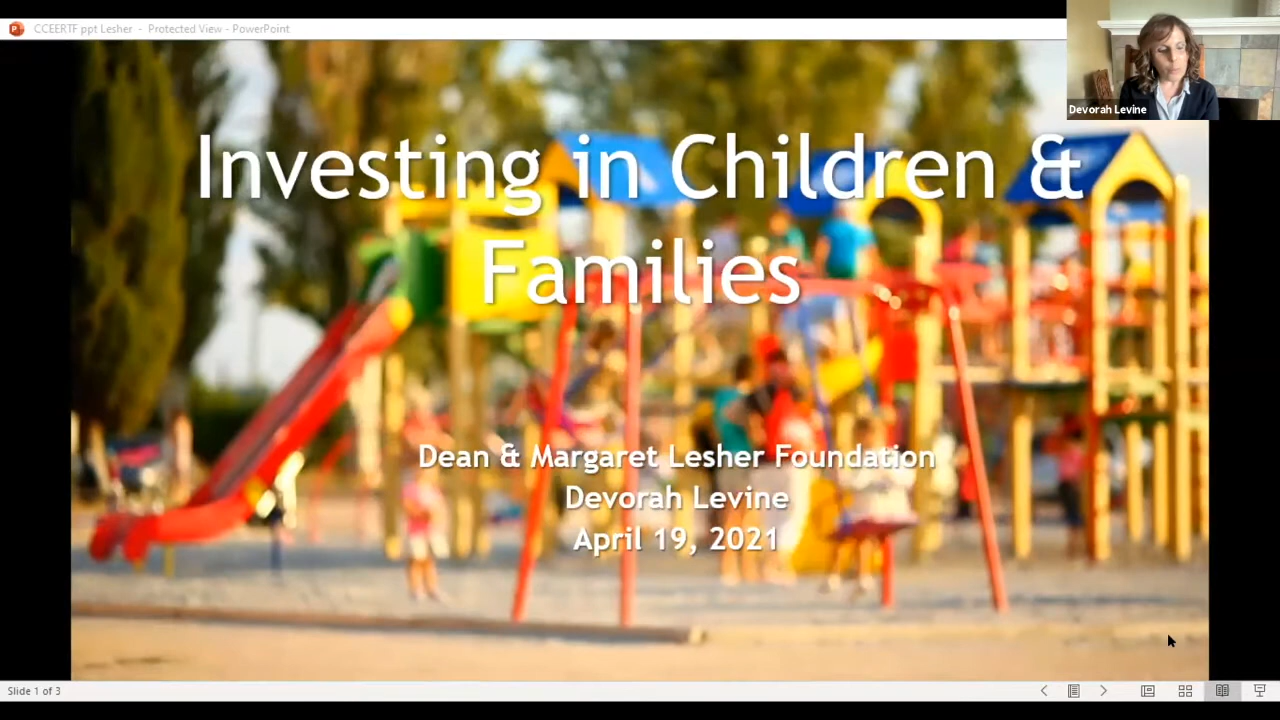 CCEERTF ppt Lesher - Protected View - PowerPoint
Devorah Levine
Investing in Children &
Families
Dean & Margaret Lesher Foundation
Devorah Levine
April 19, 2021
Slide 1 of 3